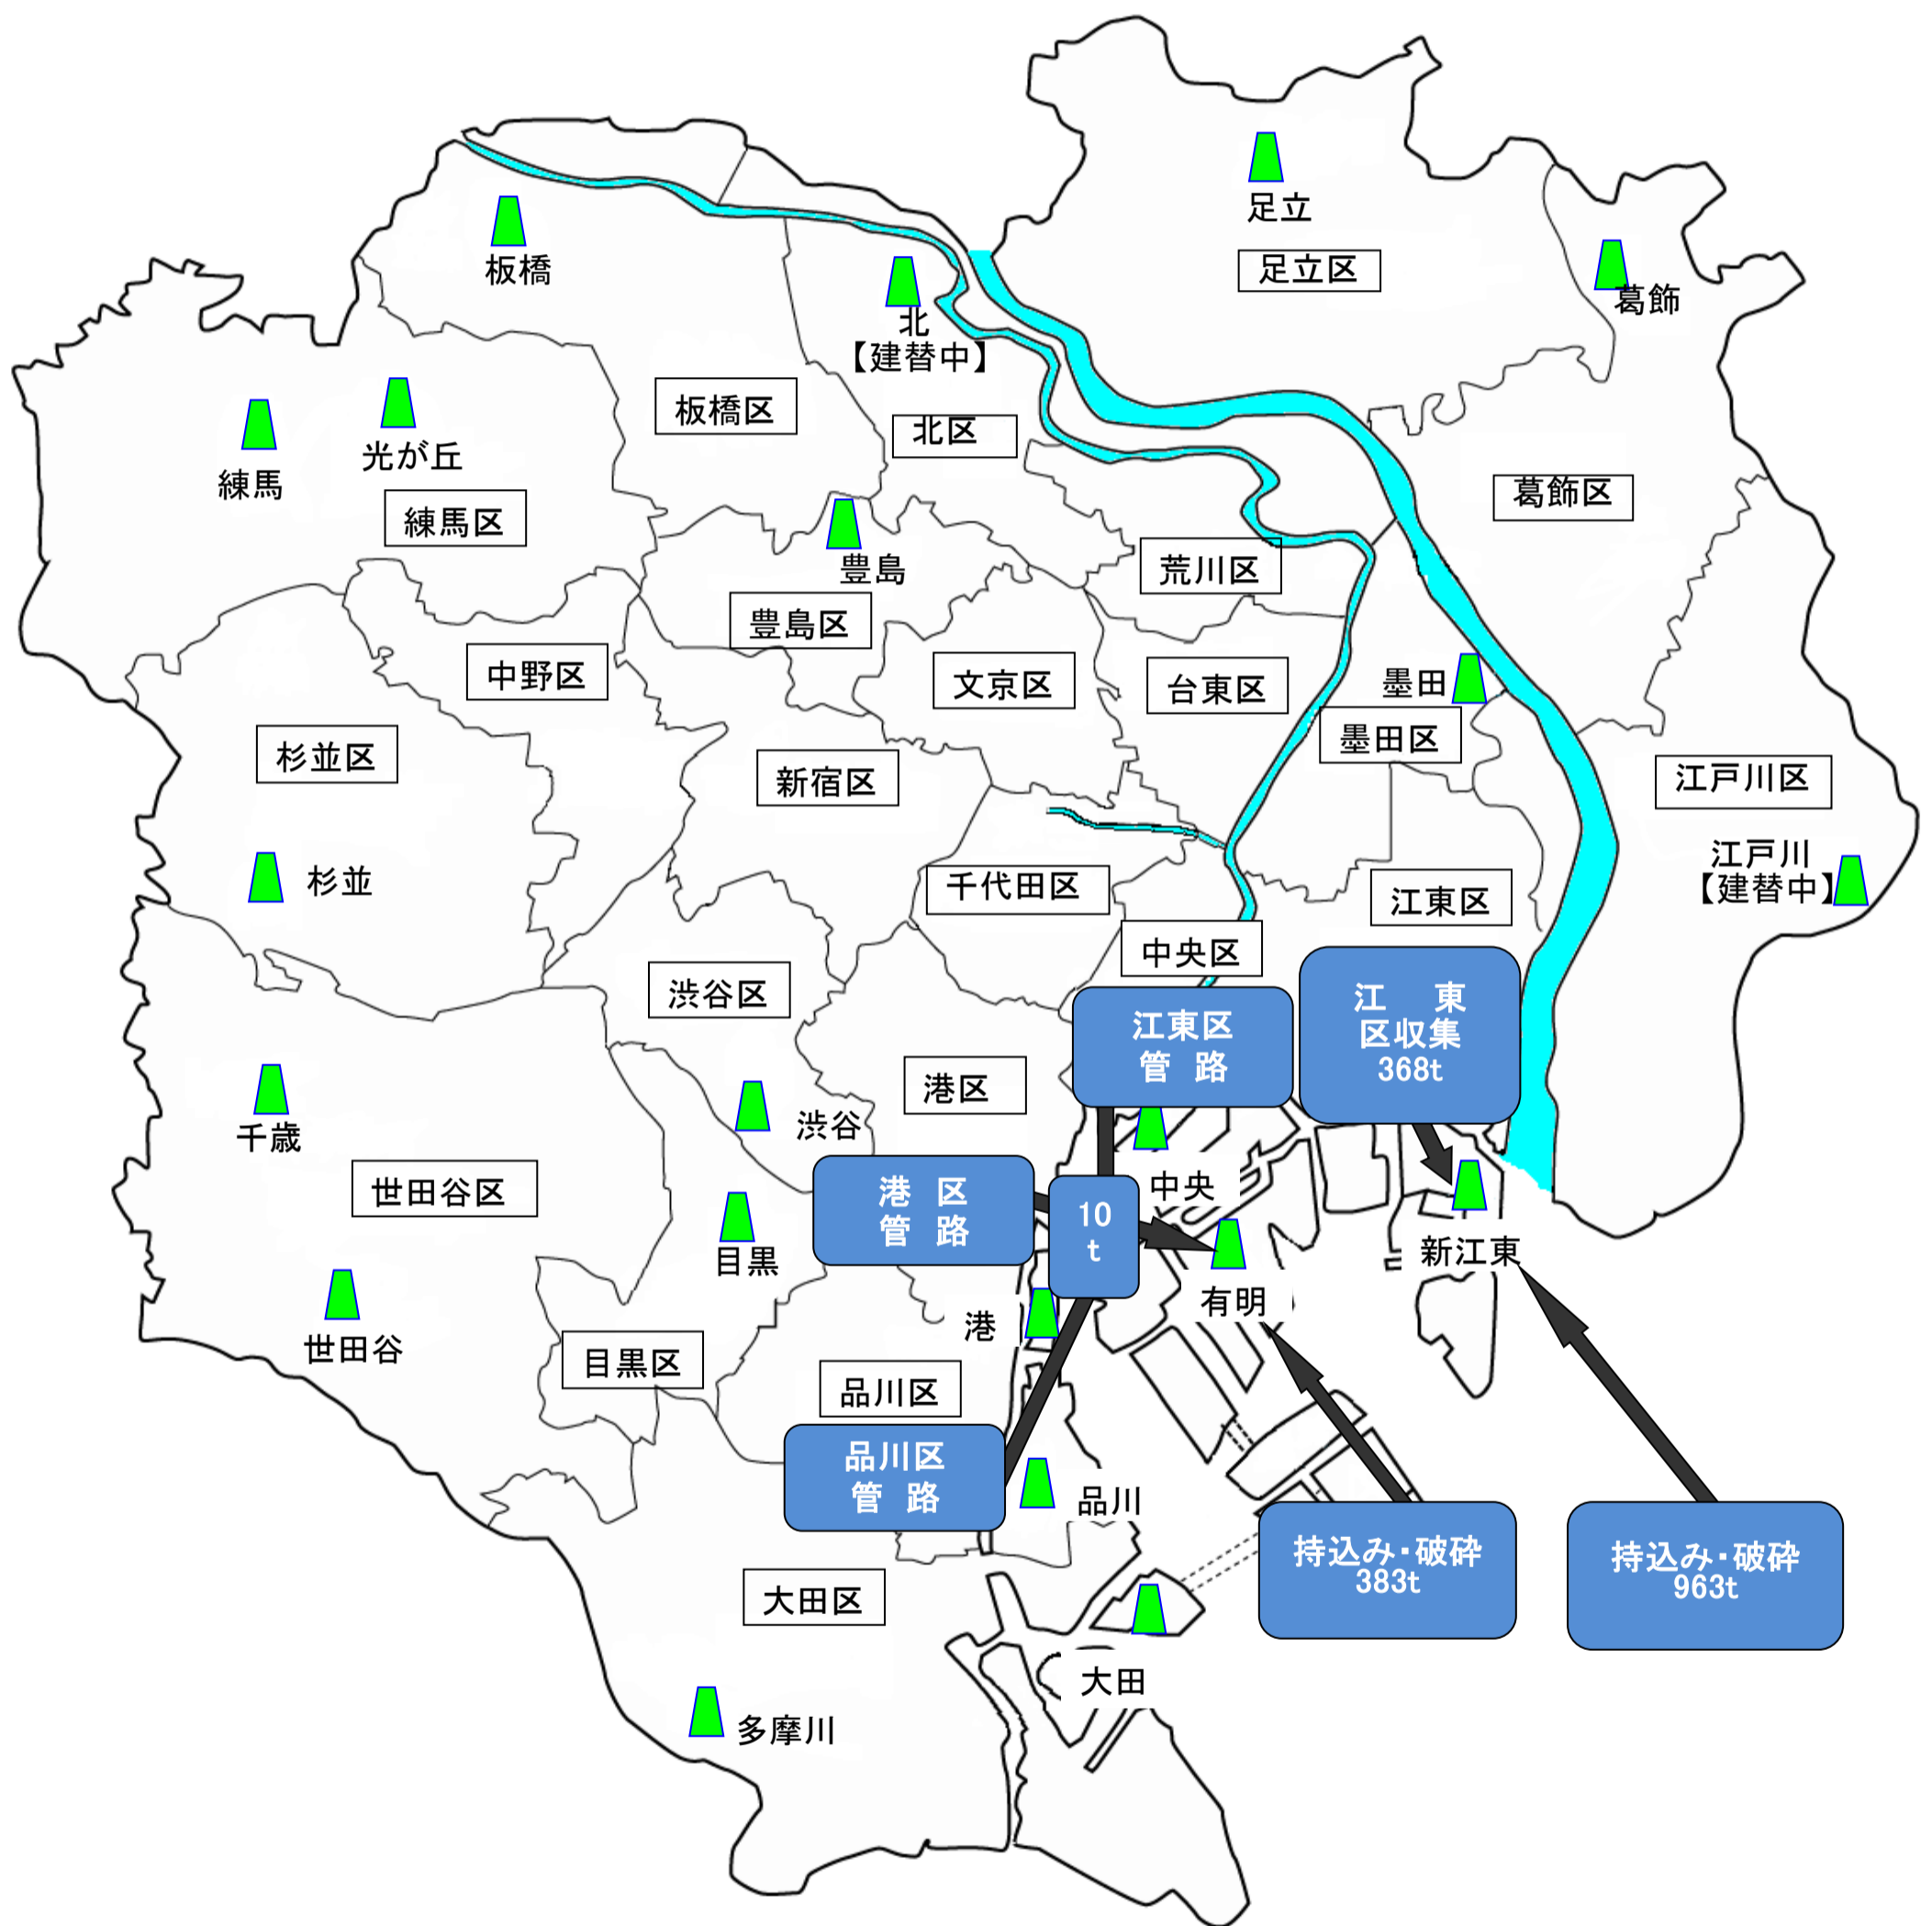 足立
足立区
板橋
北
【建替中】
葛飾
板橋区
北区
光が丘
練馬
練馬区
葛飾区
豊島
荒川区
豊島区
中野区
文京区
台東区
墨田
墨田区
杉並区
新宿区
江戸川区
杉並
千代田区
江東区
江戸川
【建替中】
中央区
渋谷区
江東区
管 路
江 東
区収集
368t
港区
渋谷
千歳
世田谷区
港 区
管 路
10
t
中央
目黒
新江東
有明
港
世田谷
目黒区
品川区
品川区
管 路
品川
持込み・破砕
383t
持込み・破砕
963t
大田区
大田
多摩川